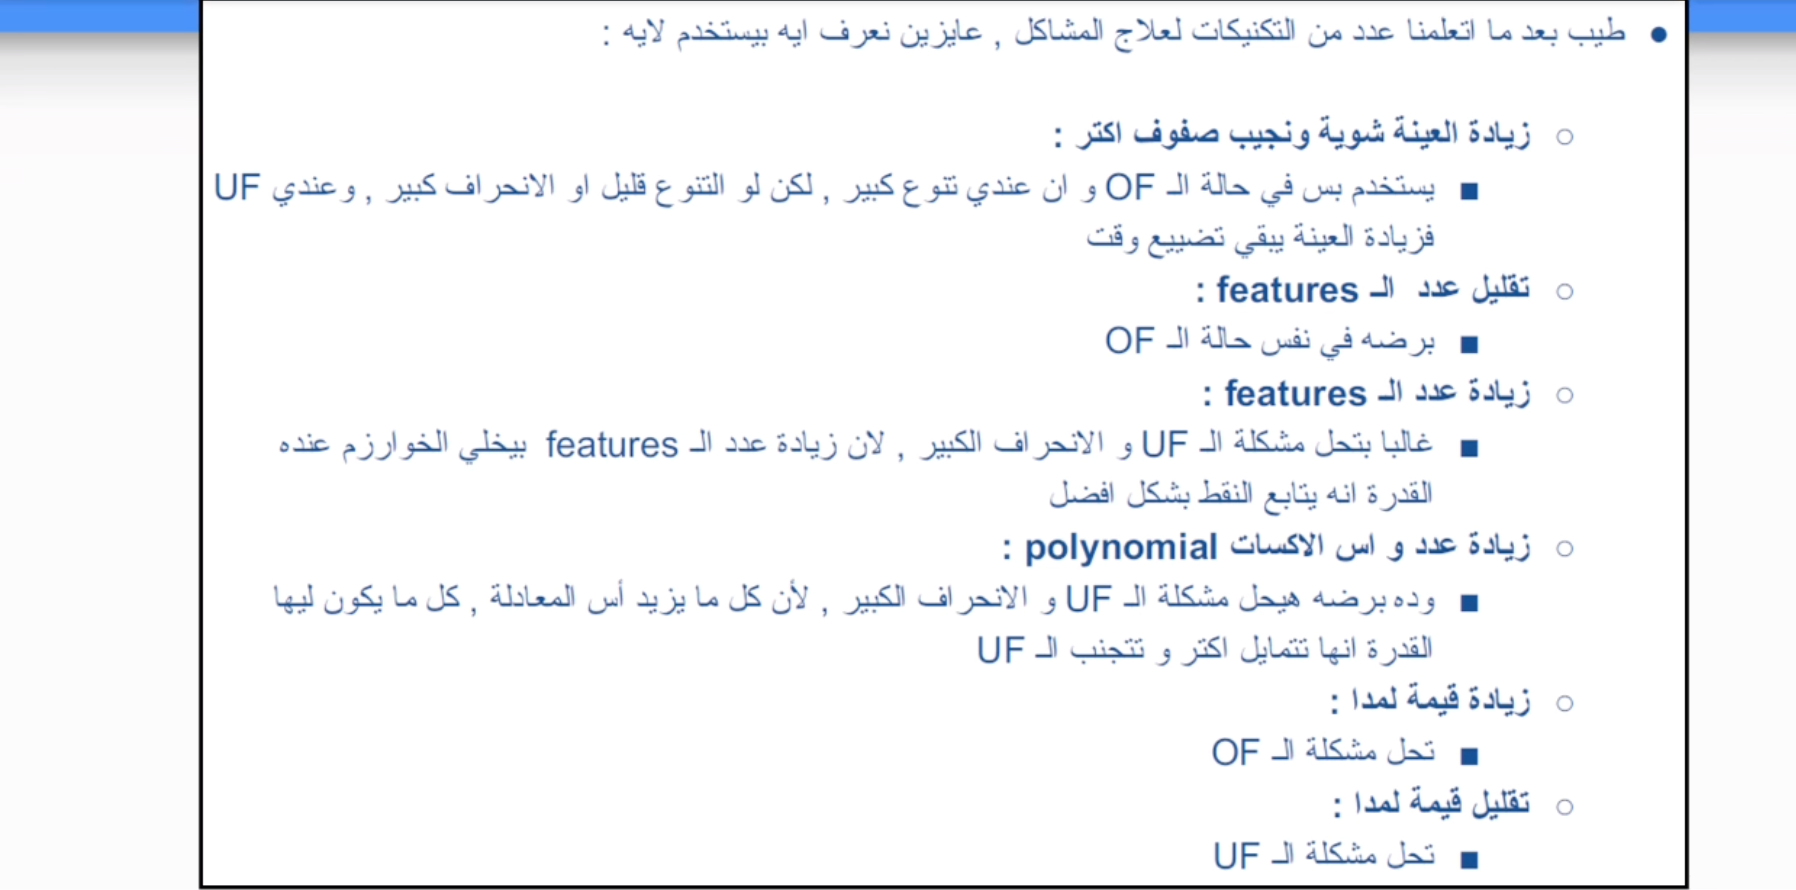 ● طيب بعد ما اتعلمنا عدد من التكنيكات لعلاج المشاكل , عايزين نعرف ايه بيستخدم لايه :
○ زيادة العينة شوية ونجيب صفوف اكتر :
■ يستخدم بس في حالة الـ OF و ان عندي تنوع كبير , لكن لو التنوع قليل او الانحراف كبير , وعندي UF
فزيادة العينة يبقي تضييع وقت
○ تقليل عدد الـ features :
■ برضه في نفس حالة الـ OF
○ زيادة عدد الـ features :
■ غالبا بتحل مشكلة الـ UF و الانحراف الكبير , لان زيادة عدد الـ features بيخلي الخوارزم عنده
القدرة انه يتابع النقط بشكل افضل
○ زيادة عدد و اس الاكسات polynomial :
■ وده برضه هيحل مشكلة الـ UF و الانحراف الكبير , لأن كل ما يزيد أس المعادلة , كل ما يكون ليها
القدرة انها تتمايل اكتر و تتجنب الـ UF
○ زيادة قيمة لمدا :
■ تحل مشكلة الـ OF
○ تقليل قيمة لمدا :
■ تحل مشكلة الـ UF